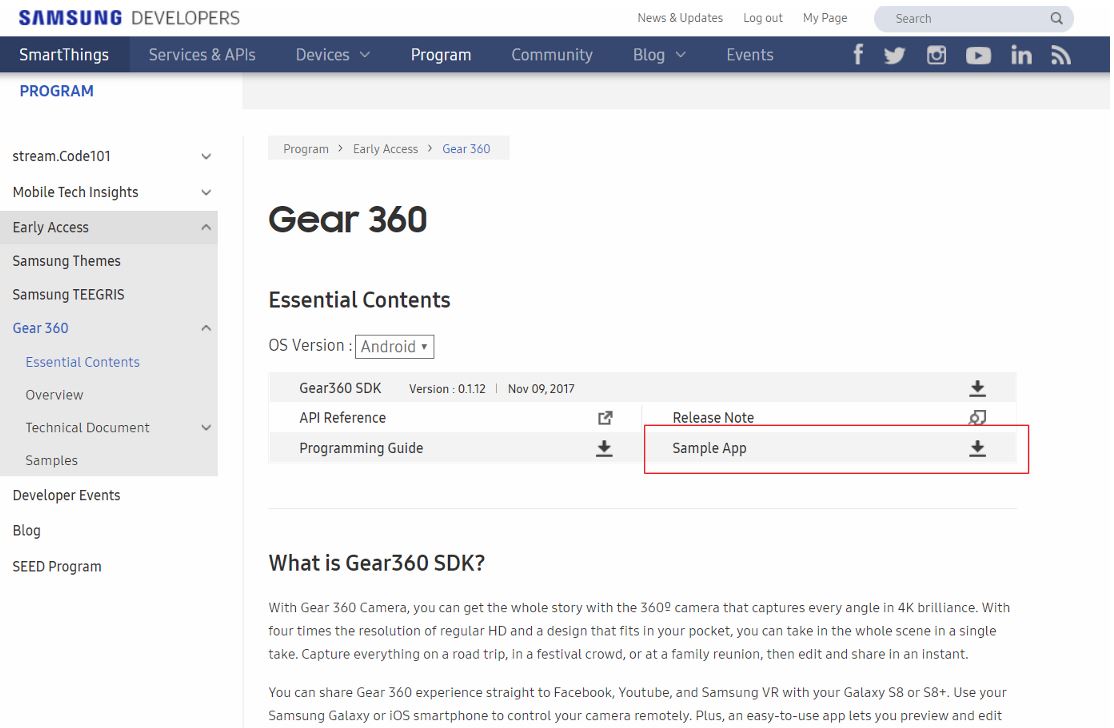 SAMSUNG DEVELOPERS
News & Updates Log out My Page Search
SmartThings Services & APIs Devices Program Community Blog Events
PROGRAM
stream.Code101
Mobile Tech Insights
Early Access
Samsung Themes
Samsung TEEGRIS
Gear 360
Essential Contents
Overview
Technical Document
Samples
Developer Events
Blog
SEED Program
Program > Early Access > Gear 360
Gear 360
Essential Contents
OS Version : Android
Gear360 SDK Version : 0.1.12 | Nov 09, 2017
API Reference Release Note
Programming Guide Sample App
What is Gear360 SDK?
With Gear 360 Camera, you can get the whole story with the 360º camera that captures every angle in 4K brilliance. With
four times the resolution of regular HD and a design that fits in your pocket, you can take in the whole scene in a single
take. Capture everything on a road trip, in a festival crowd, or at a family reunion, then edit and share in an instant.
You can share Gear 360 experience straight to Facebook, Youtube, and Samsung VR with your Galaxy S8 or S8+. Use your
Samsung Galaxy or iOS smartphone to control your camera remotely. Plus, an easy-to-use app lets you preview and edit